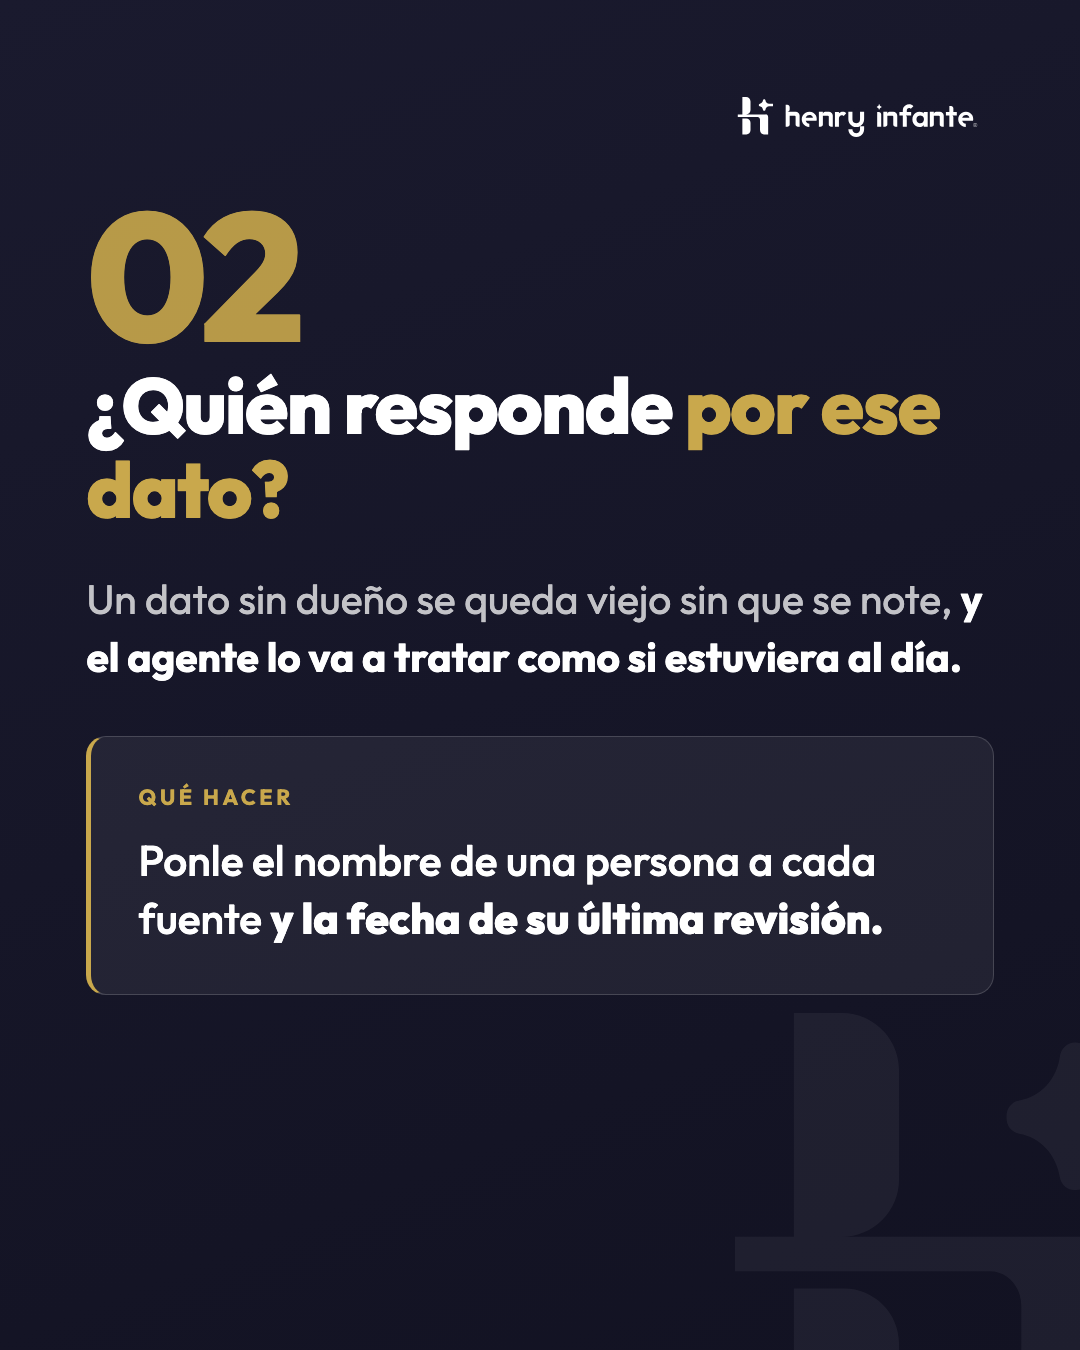 henry infante
02
¿Quién responde por ese
dato?
Un dato sin dueño se queda viejo sin que se note, y
el agente lo va a tratar como si estuviera al día.
QUÉ HACER
Ponle el nombre de una persona a cada
fuente y la fecha de su última revisión.